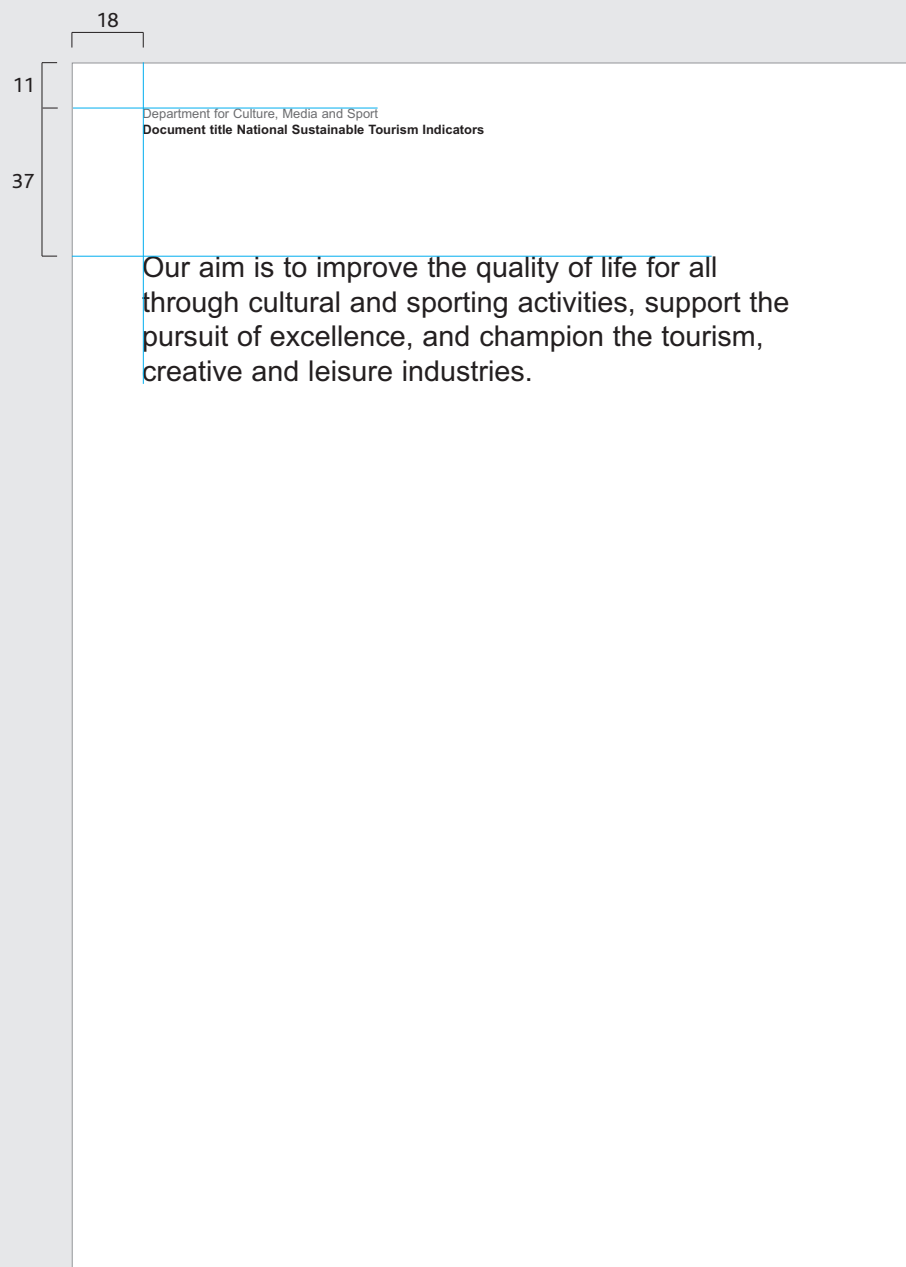 18
11
Department for Culture, Media and Sport
Document title National Sustainable Tourism Indicators
37
Our aim is to improve the quality of life for all
through cultural and sporting activities, support the
pursuit of excellence, and champion the tourism,
creative and leisure industries.